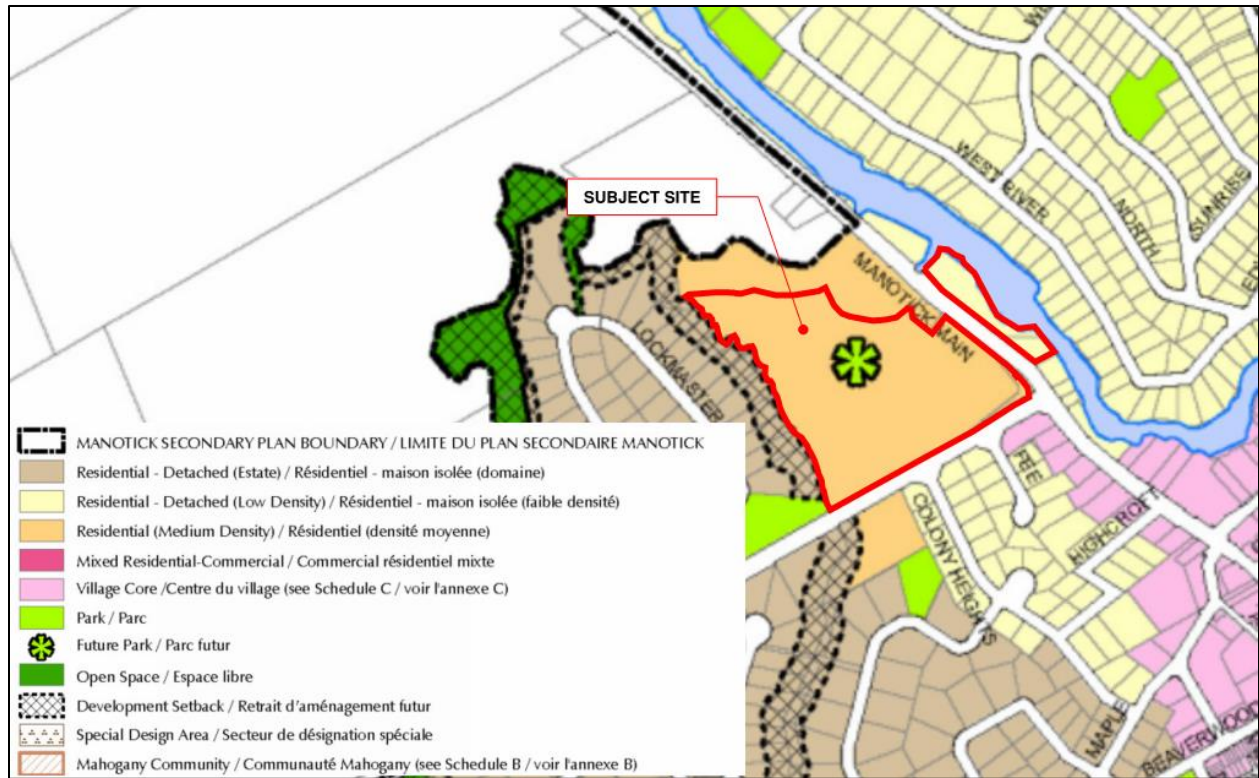 WEST RIVER
NORTH
SUNRISE
SUBJECT SITE
MANOTICK MAIN
LOCKMASTER
FEE
HIGHCROFT
COLONY HEIGHTS
MAPLE
BEAVERWOOD
MANOTICK SECONDARY PLAN BOUNDARY / LIMITE DU PLAN SECONDAIRE MANOTICK
Residential - Detached (Estate) / Résidentiel - maison isolée (domaine)
Residential - Detached (Low Density) / Résidentiel - maison isolée (faible densité)
Residential (Medium Density) / Résidentiel (densité moyenne)
Mixed Residential-Commercial / Commercial résidentiel mixte
Village Core /Centre du village (see Schedule C / voir l'annexe C)
Park / Parc
Future Park / Parc futur
Open Space / Espace libre
Development Setback / Retrait d'aménagement futur
Special Design Area / Secteur de désignation spéciale
Mahogany Community / Communauté Mahogany (see Schedule B / voir l'annexe B)